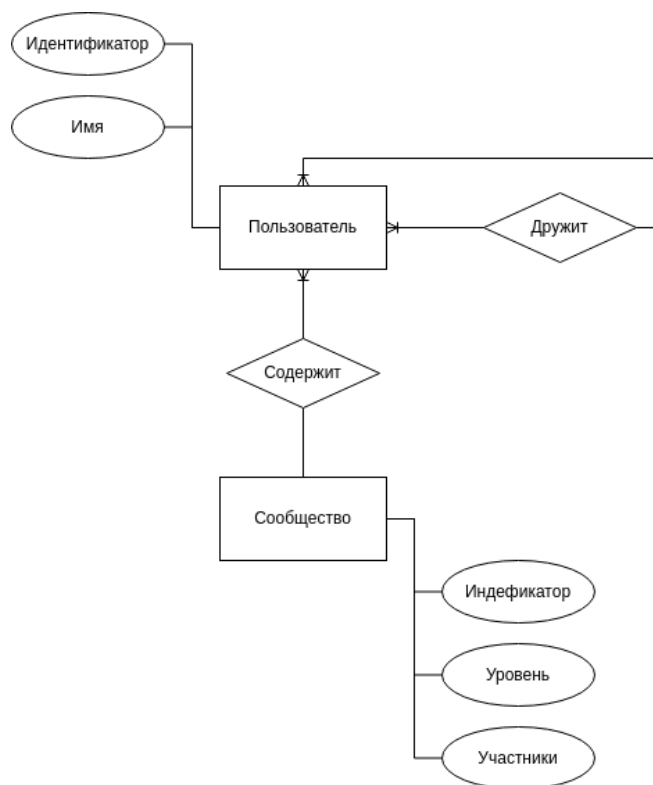 Идентификатор
Имя
Пользователь
Дружит
Содержит
Сообщество
Индефикатор
Уровень
Участники